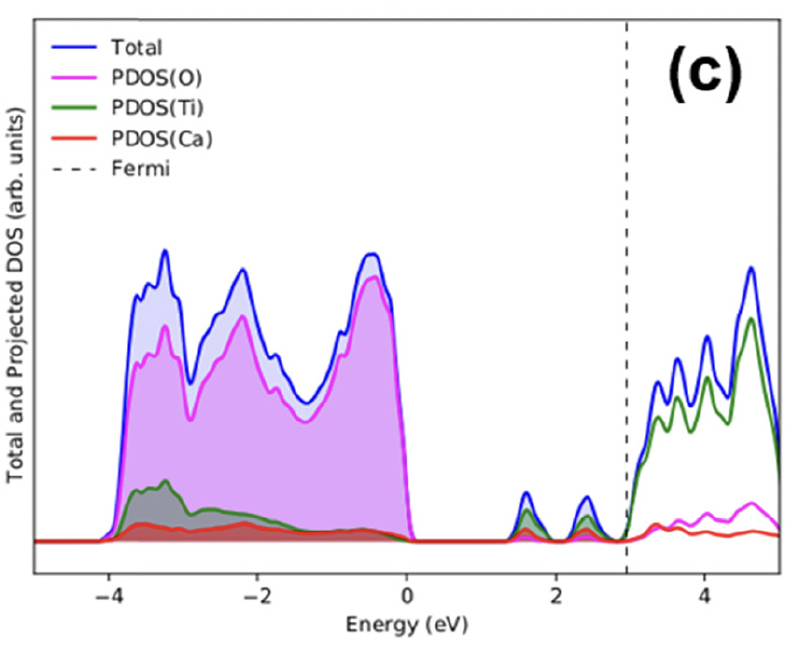 (c)
Total
PDOS(O)
PDOS(Ti)
PDOS(Ca)
Fermi
Total and Projected DOS (arb. units)
−4 −2 0 2 4
Energy (eV)